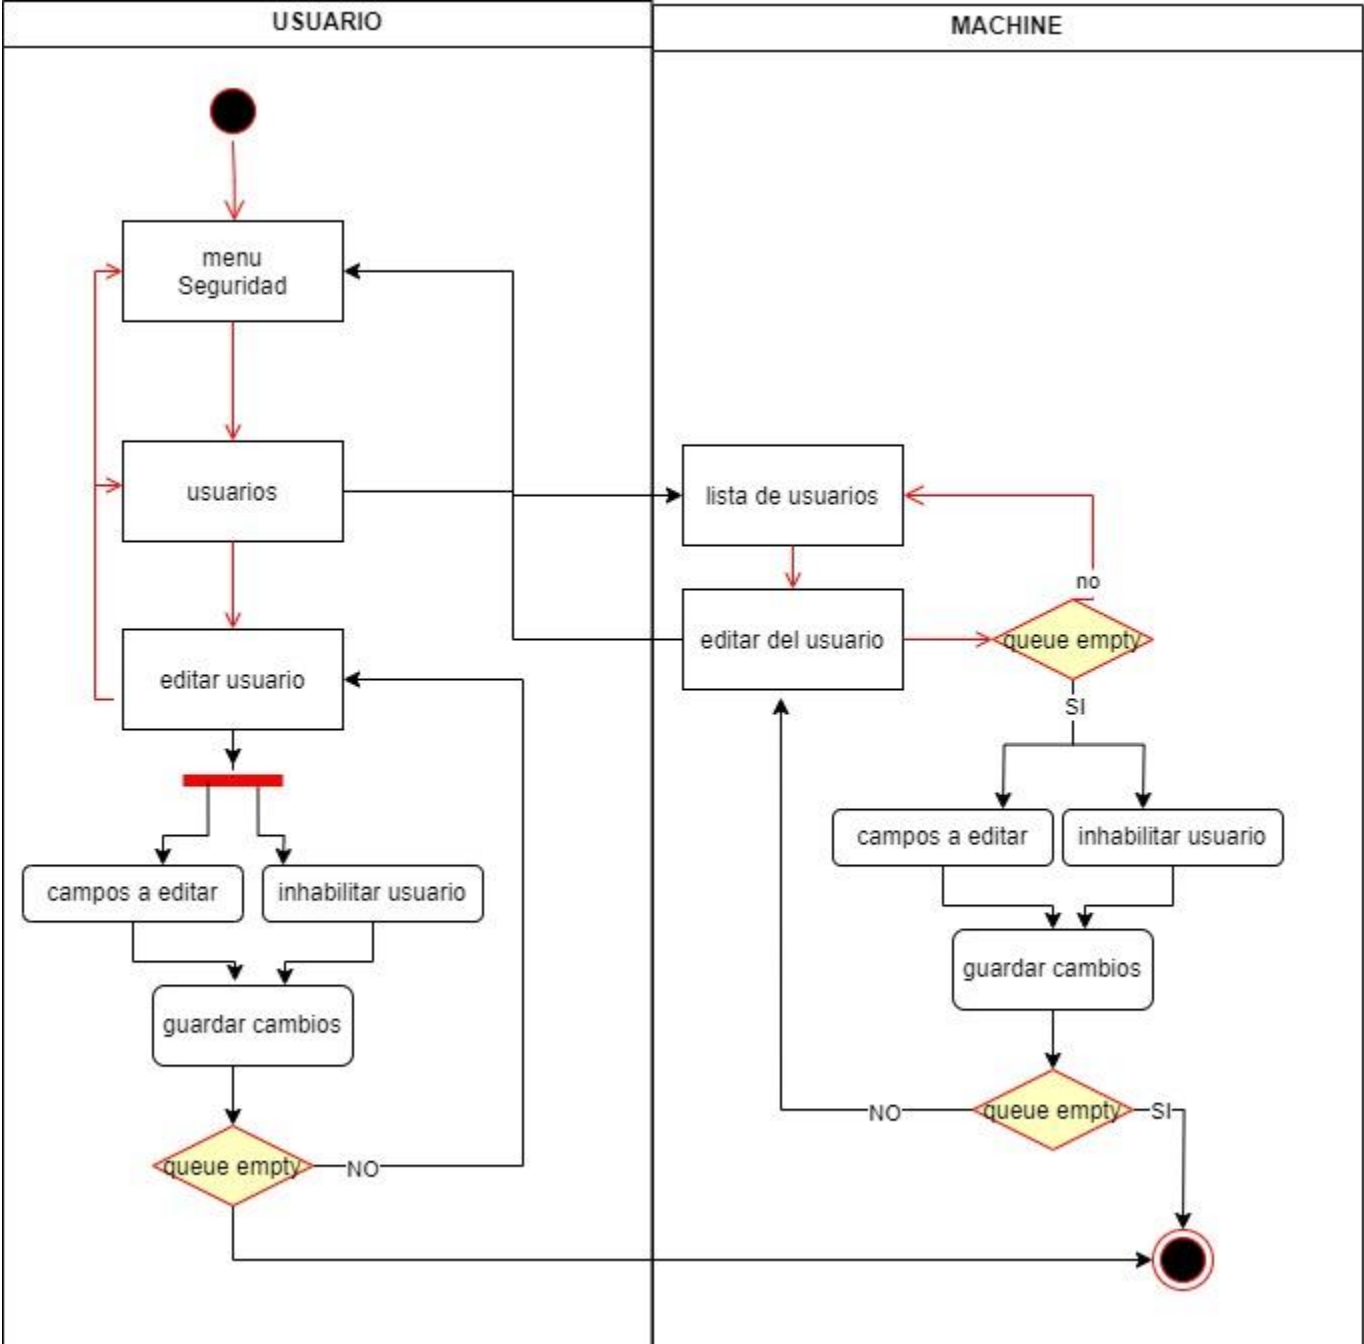 USUARIO
MACHINE
menu
Seguridad
usuarios
editar usuario
campos a editar
inhabilitar usuario
guardar cambios
queue empty
NO
lista de usuarios
no
editar del usuario
queue empty
SI
campos a editar
inhabilitar usuario
guardar cambios
NO
queue empty
SI